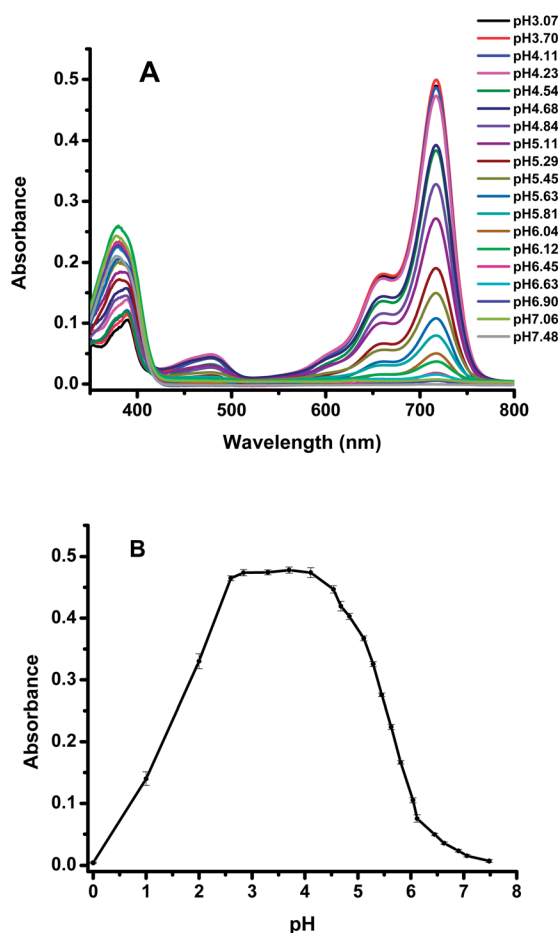 A
pH3.07
pH3.70
pH4.11
pH4.23
pH4.54
pH4.68
pH4.84
pH5.11
pH5.29
pH5.45
pH5.63
pH5.81
pH6.04
pH6.12
pH6.45
pH6.63
pH6.90
pH7.06
pH7.48
Absorbance
0.5
0.4
0.3
0.2
0.1
0.0
400 500 600 700 800
Wavelength (nm)
B
Absorbance
0.5
0.4
0.3
0.2
0.1
0.0
0 1 2 3 4 5 6 7 8
pH